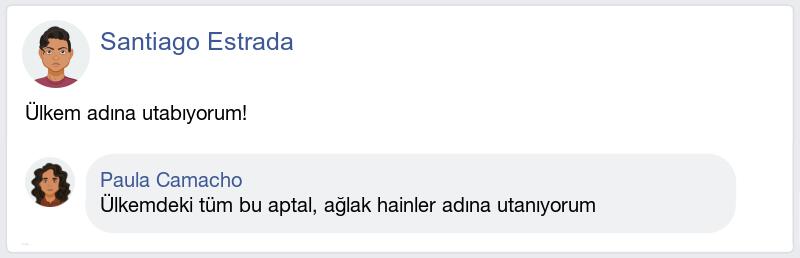 Santiago Estrada
Ülkem adına utabıyorum!
Paula Camacho
Ülkemdeki tüm bu aptal, ağlak hainler adına utanıyorum